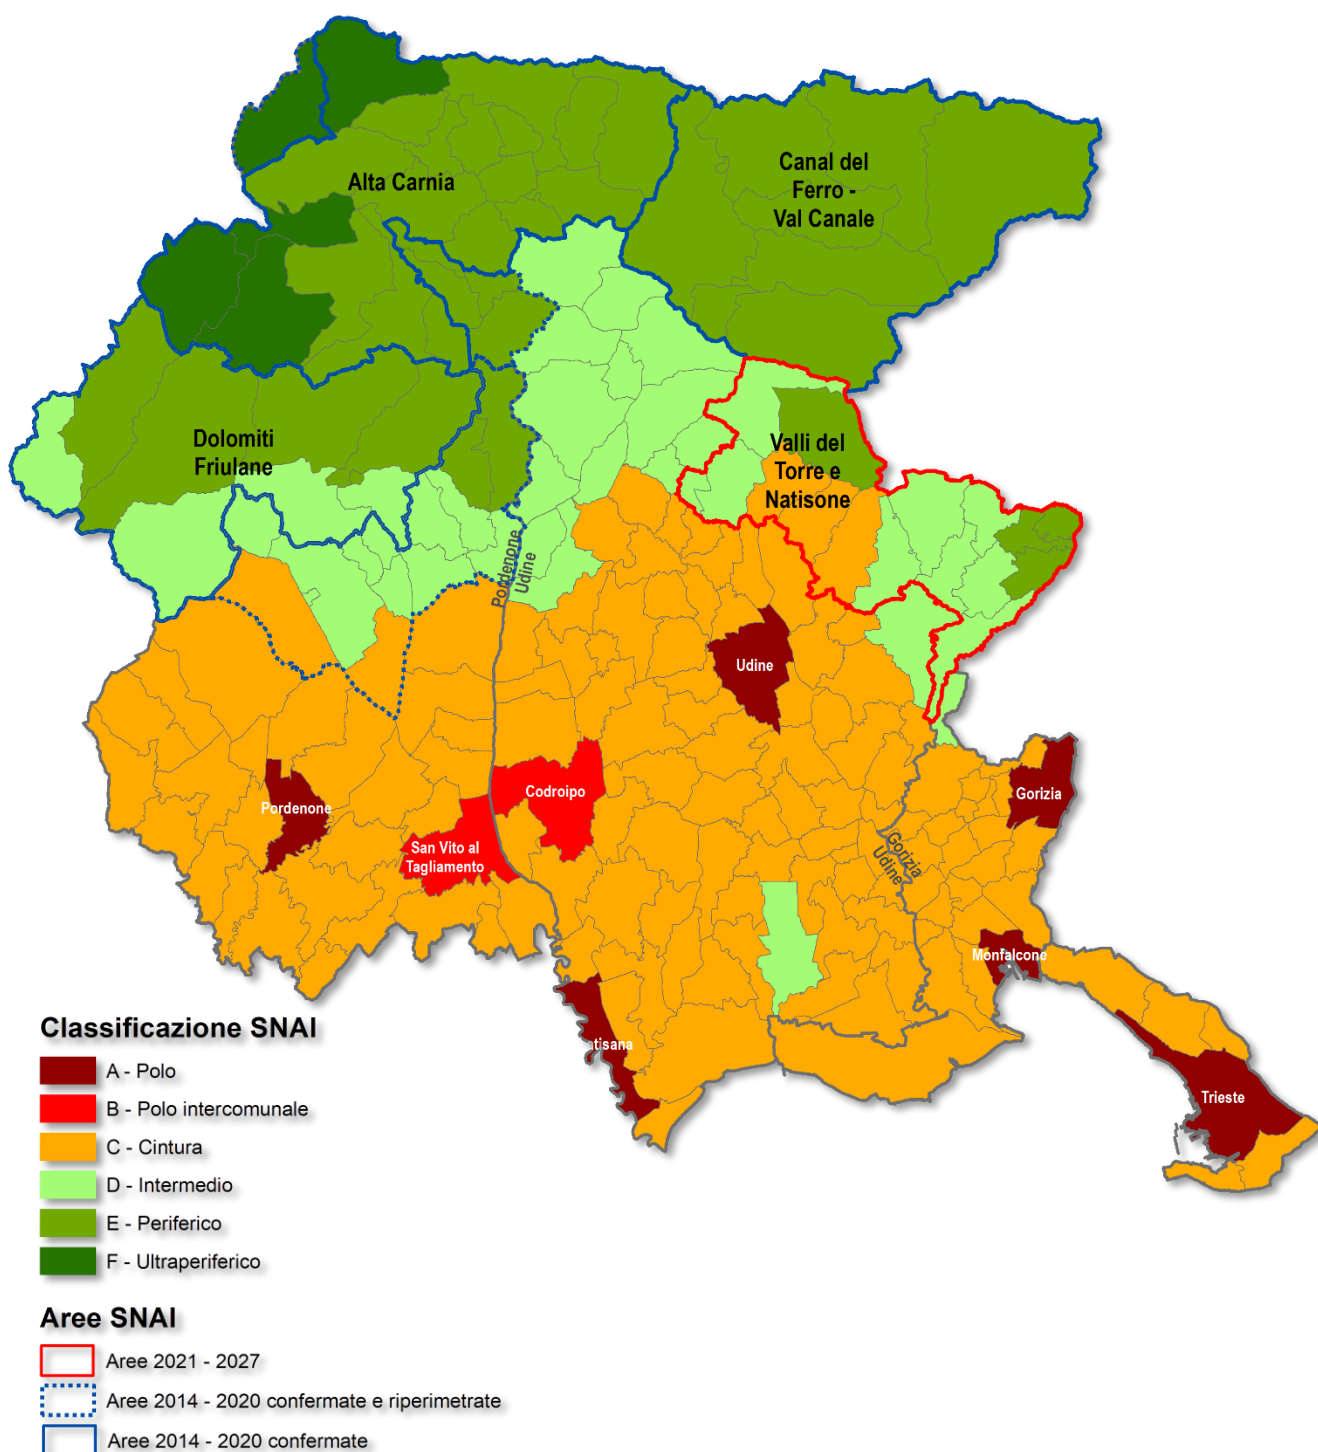 Alta Carnia
Canal del
Ferro -
Val Canale
Dolomiti
Friulane
Valli del
Torre e
Natisone
Pordenone
Udine
Udine
Pordenone
Codroipo
San Vito al
Tagliamento
Gorizia
Gorizia
Udine
Monfalcone
tisana
Trieste
Classificazione SNAI
A - Polo
B - Polo intercomunale
C - Cintura
D - Intermedio
E - Periferico
F - Ultraperiferico
Aree SNAI
Aree 2021 - 2027
Aree 2014 - 2020 confermate e riperimetrate
Aree 2014 - 2020 confermate